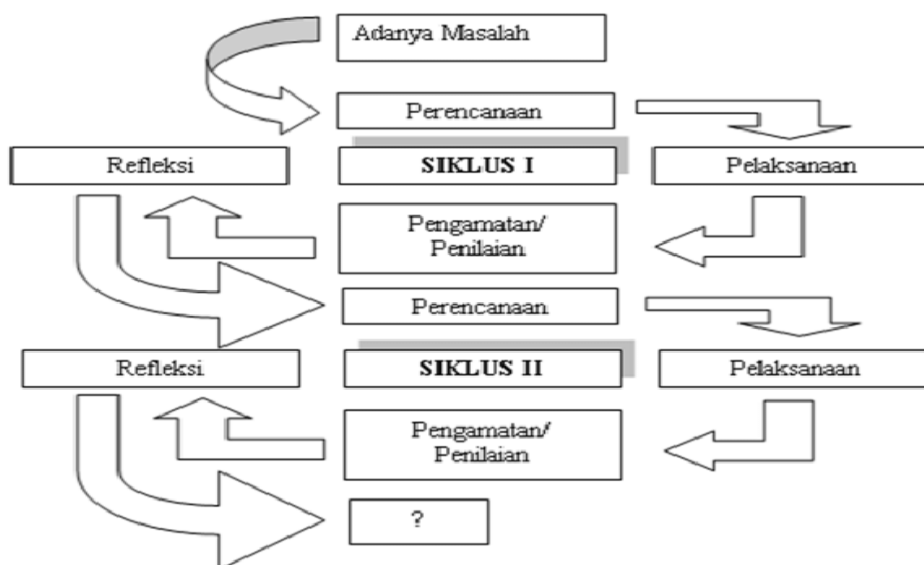 Adanya Masalah
Perencanaan
Refleksi
SIKLUS I
Pelaksanaan
Pengamatan/
Penilaian
Perencanaan
Refleksi
SIKLUS II
Pelaksanaan
Pengamatan/
Penilaian
?